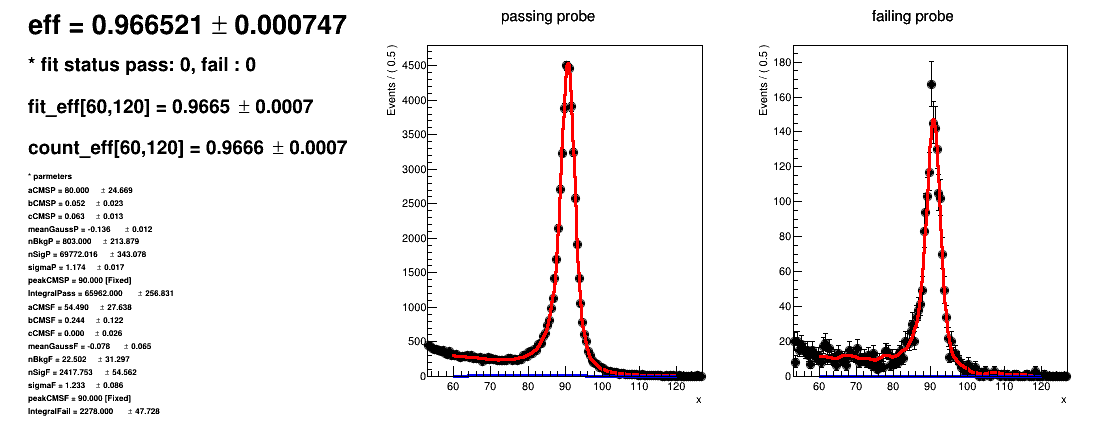 eff = 0.966521 ± 0.000747
* fit status pass: 0, fail : 0
fit_eff[60,120] = 0.9665 ± 0.0007
count_eff[60,120] = 0.9666 ± 0.0007
* parmeters
aCMSP = 80.000 ± 24.669
bCMSP = 0.052 ± 0.023
cCMSP = 0.063 ± 0.013
meanGaussP = -0.136 ± 0.012
nBkgP = 803.000 ± 213.879
nSigP = 69772.016 ± 343.078
sigmaP = 1.174 ± 0.017
peakCMSP = 90.000 [Fixed]
IntegralPass = 65962.000 ± 256.831
aCMSF = 54.490 ± 27.638
bCMSF = 0.244 ± 0.122
cCMSF = 0.000 ± 0.026
meanGaussF = -0.078 ± 0.065
nBkgF = 22.502 ± 31.297
nSigF = 2417.753 ± 54.562
sigmaF = 1.233 ± 0.086
peakCMSF = 90.000 [Fixed]
IntegralFail = 2278.000 ± 47.728
passing probe
Events / ( 0.5 )
4500
4000
3500
3000
2500
2000
1500
1000
500
0
60 70 80 90 100 110 120
x
failing probe
Events / ( 0.5 )
180
160
140
120
100
80
60
40
20
0
60 70 80 90 100 110 120
x